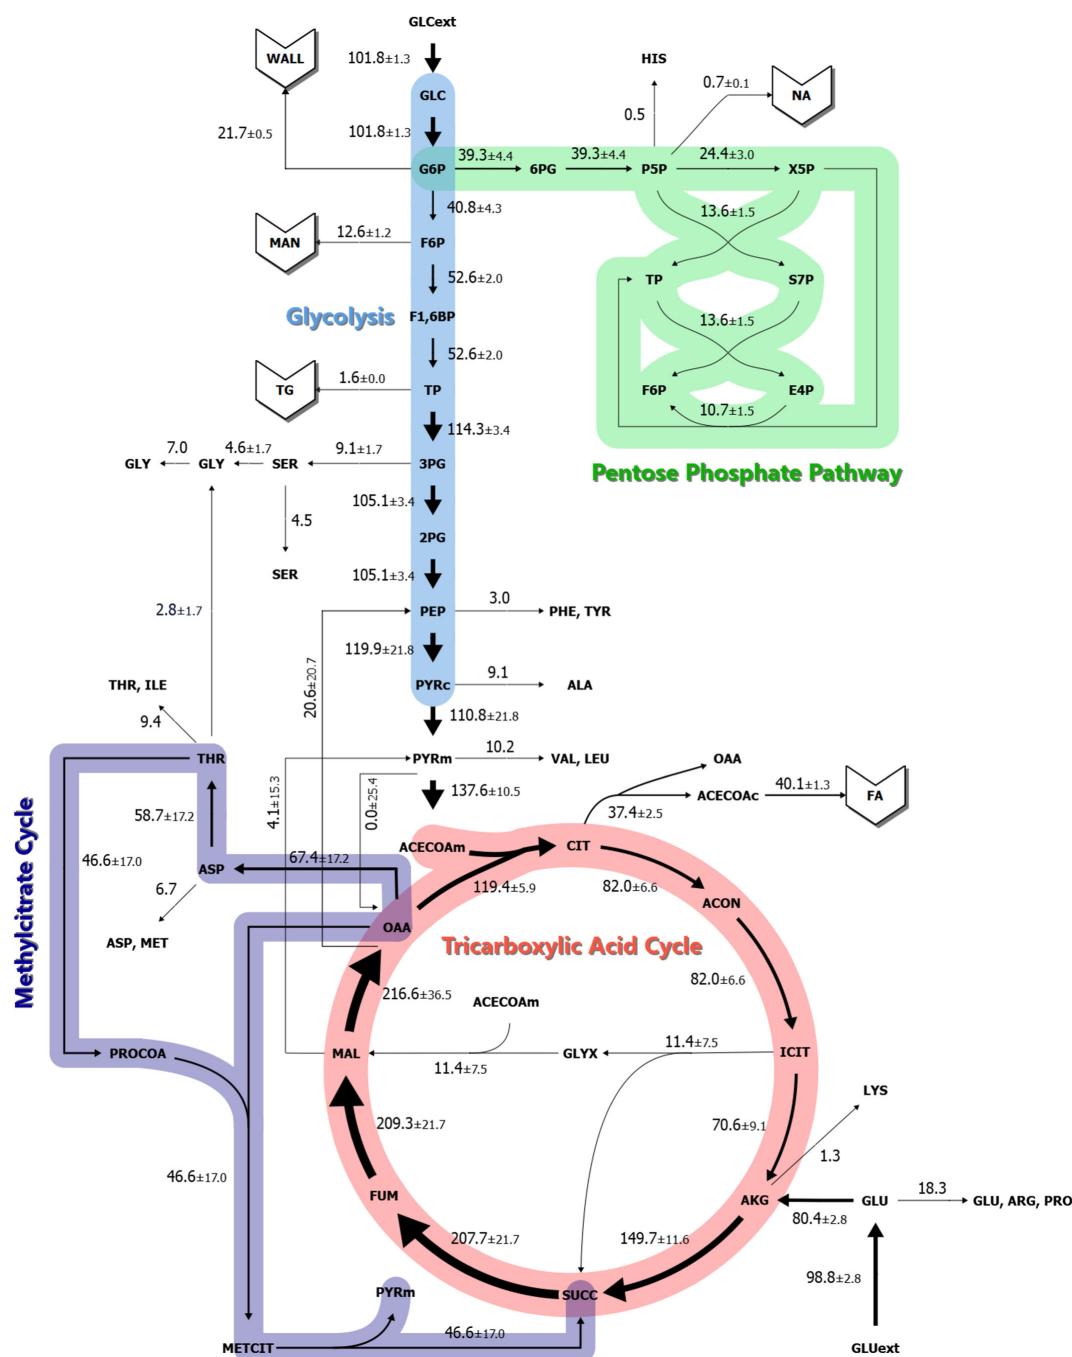 GLCext
WALL
101.8±1.3
HIS
0.7±0.1
NA
GLC
21.7±0.5
101.8±1.3
0.5
G6P
39.3±4.4
6PG
39.3±4.4
P5P
24.4±3.0
X5P
40.8±4.3
13.6±1.5
MAN
12.6±1.2
F6P
52.6±2.0
TP
S7P
Glycolysis
F1,6BP
13.6±1.5
52.6±2.0
TG
1.6±0.0
TP
F6P
E4P
10.7±1.5
114.3±3.4
GLY
7.0
GLY
4.6±1.7
SER
9.1±1.7
3PG
Pentose Phosphate Pathway
105.1±3.4
4.5
2PG
SER
105.1±3.4
2.8±1.7
PEP
3.0
PHE, TYR
119.9±21.8
20.6±20.7
THR, ILE
PYRc
9.1
ALA
9.4
110.8±21.8
THR
PYRm
10.2
VAL, LEU
OAA
4.1±15.3
0.0±25.4
137.6±10.5
ACECOAc
40.1±1.3
FA
37.4±2.5
58.7±17.2
Methylcitrate Cycle
46.6±17.0
ASP
67.4±17.2
ACECOAm
CIT
119.4±5.9
82.0±6.6
6.7
ACON
ASP, MET
OAA
Tricarboxylic Acid Cycle
82.0±6.6
216.6±36.5
ACECOAm
PROCOA
MAL
11.4±7.5
GLYX
11.4±7.5
ICIT
LYS
209.3±21.7
70.6±9.1
1.3
46.6±17.0
FUM
AKG
80.4±2.8
GLU
18.3
GLU, ARG, PRO
207.7±21.7
149.7±11.6
98.8±2.8
PYRm
SUCC
46.6±17.0
METCIT
GLUext